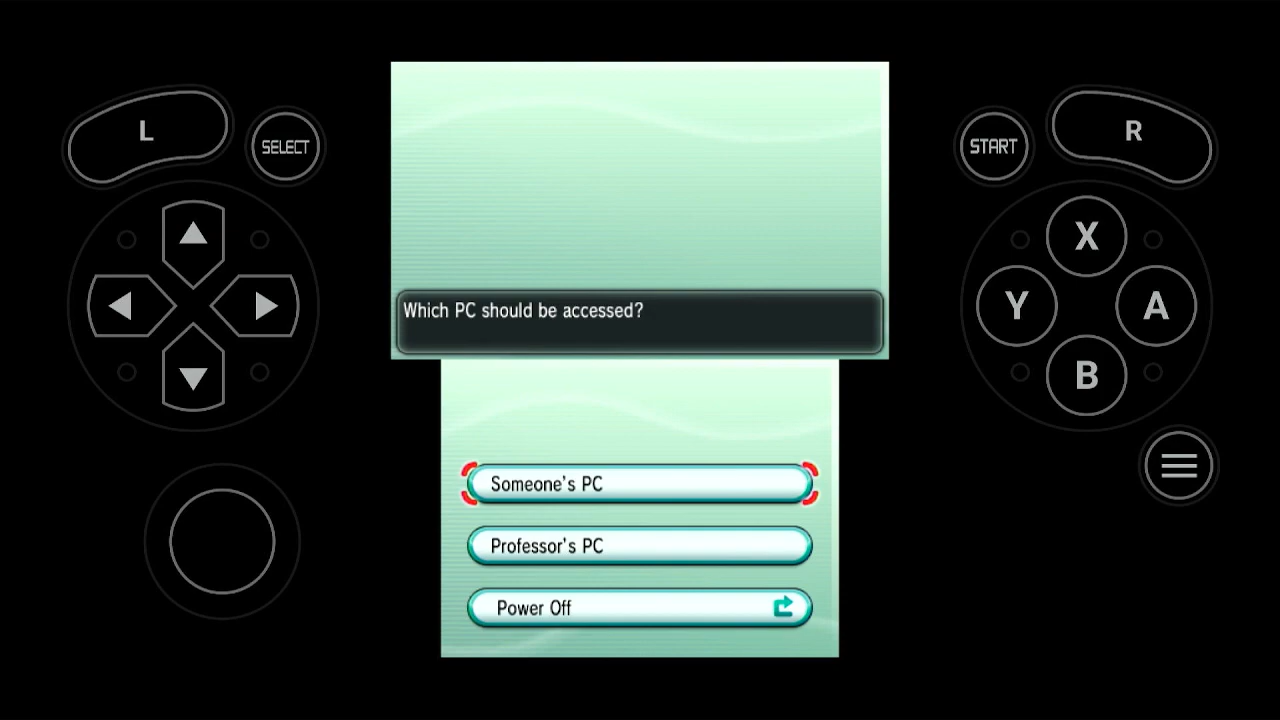 L
SELECT
START
R
X
Y
A
B
Which PC should be accessed?
Someone's PC
Professor's PC
Power Off